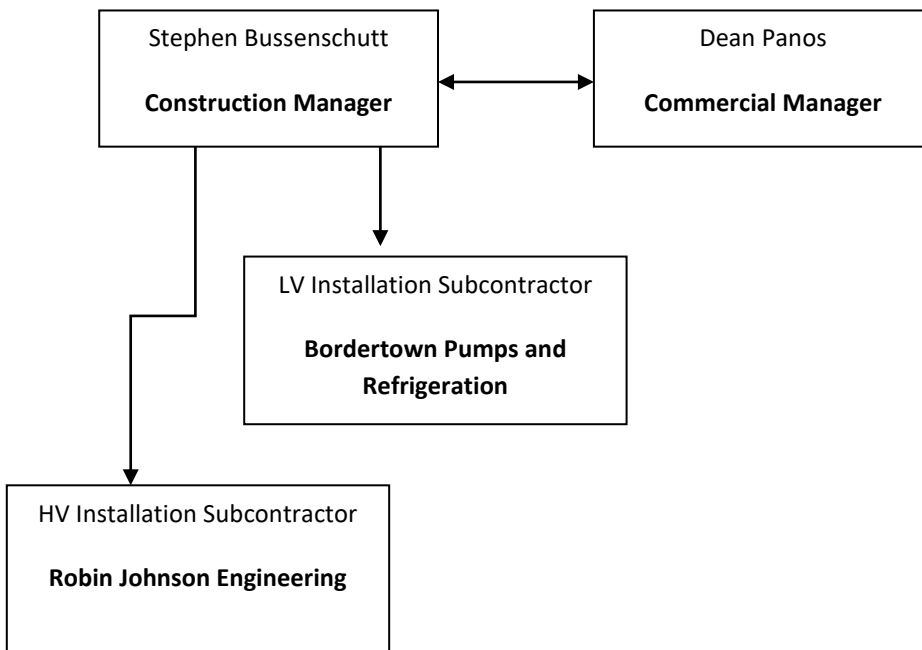 Stephen Bussenschutt
Construction Manager
Dean Panos
Commercial Manager
LV Installation Subcontractor
Bordertown Pumps and
Refrigeration
HV Installation Subcontractor
Robin Johnson Engineering